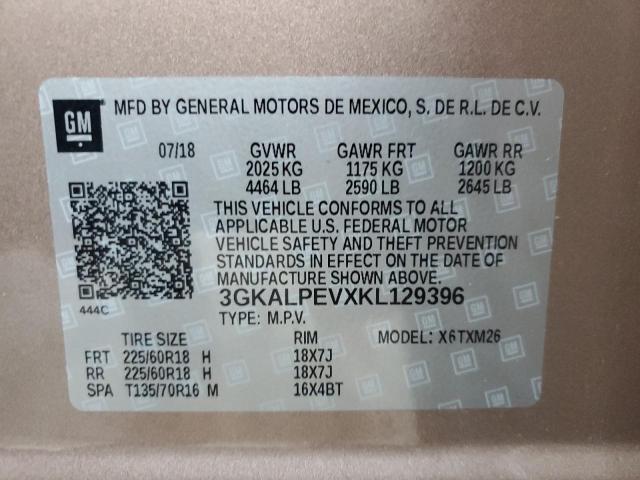 GM
MFD BY GENERAL MOTORS DE MEXICO, S. DE R.L. DE C.V.
07/18 GVWR GAWR FRT GAWR RR
2025 KG 1175 KG 1200 KG
4464 LB 2590 LB 2645 LB
THIS VEHICLE CONFORMS TO ALL
APPLICABLE U.S. FEDERAL MOTOR
VEHICLE SAFETY AND THEFT PREVENTION
STANDARDS IN EFFECT ON THE DATE OF
MANUFACTURE SHOWN ABOVE.
3GKALPEVXKL129396
444C
TYPE: M.P.V.
TIRE SIZE RIM MODEL: X6TXM26
FRT 225/60R18 H 18X7J
RR 225/60R18 H 18X7J
SPA T135/70R16 M 16X4BT